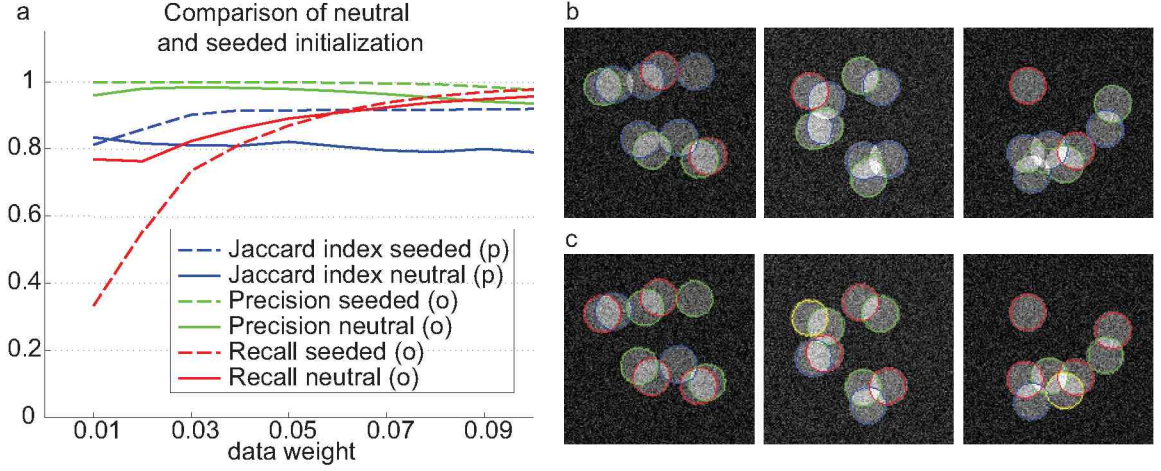 a
Comparison of neutral
and seeded initialization
1
0.8
0.6
0.4
0.2
0
Jaccard index seeded (p)
Jaccard index neutral (p)
Precision seeded (o)
Precision neutral (o)
Recall seeded (o)
Recall neutral (o)
0.01
0.03
0.05
0.07
0.09
data weight
b
c